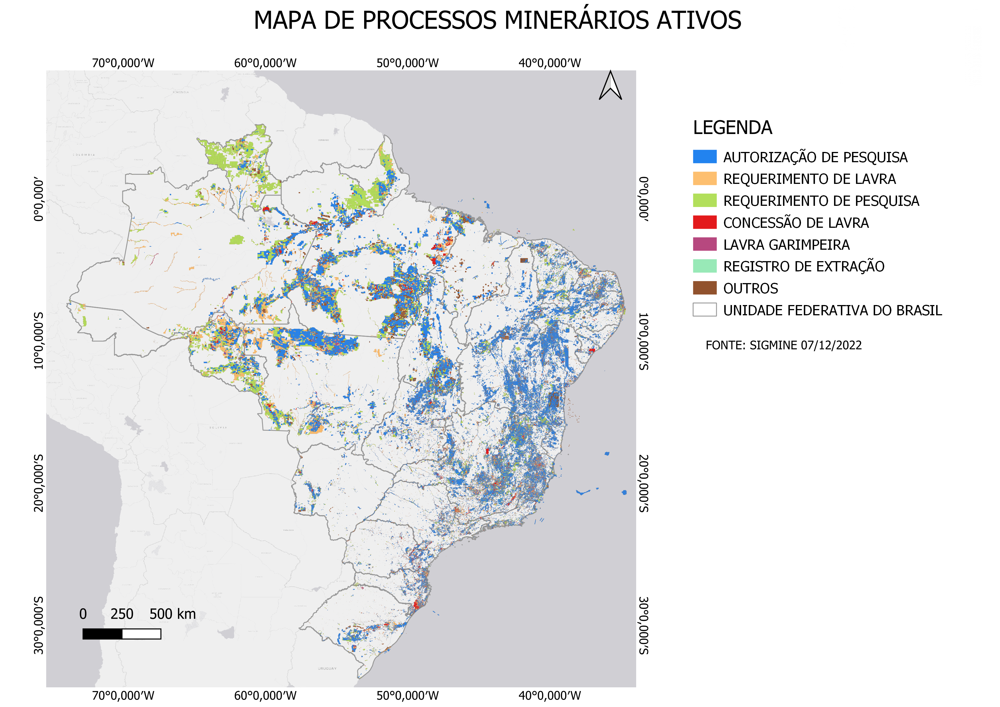 MAPA DE PROCESSOS MINERÁRIOS ATIVOS
70°0,000'W 60°0,000'W 50°0,000'W 40°0,000'W
0°0,000'
10°0,000'S
20°0,000'S
30°0,000'S
VENEZUELA
COLOMBIA
BRASIL
BOLIVIA
URUGUAY
0°0,000'
10°0,000'S
20°0,000'S
30°0,000'S
0 250 500 km
70°0,000'W 60°0,000'W 50°0,000'W 40°0,000'W
LEGENDA
AUTORIZAÇÃO DE PESQUISA
REQUERIMENTO DE LAVRA
REQUERIMENTO DE PESQUISA
CONCESSÃO DE LAVRA
LAVRA GARIMPEIRA
REGISTRO DE EXTRAÇÃO
OUTROS
UNIDADE FEDERATIVA DO BRASIL
FONTE: SIGMINE 07/12/2022